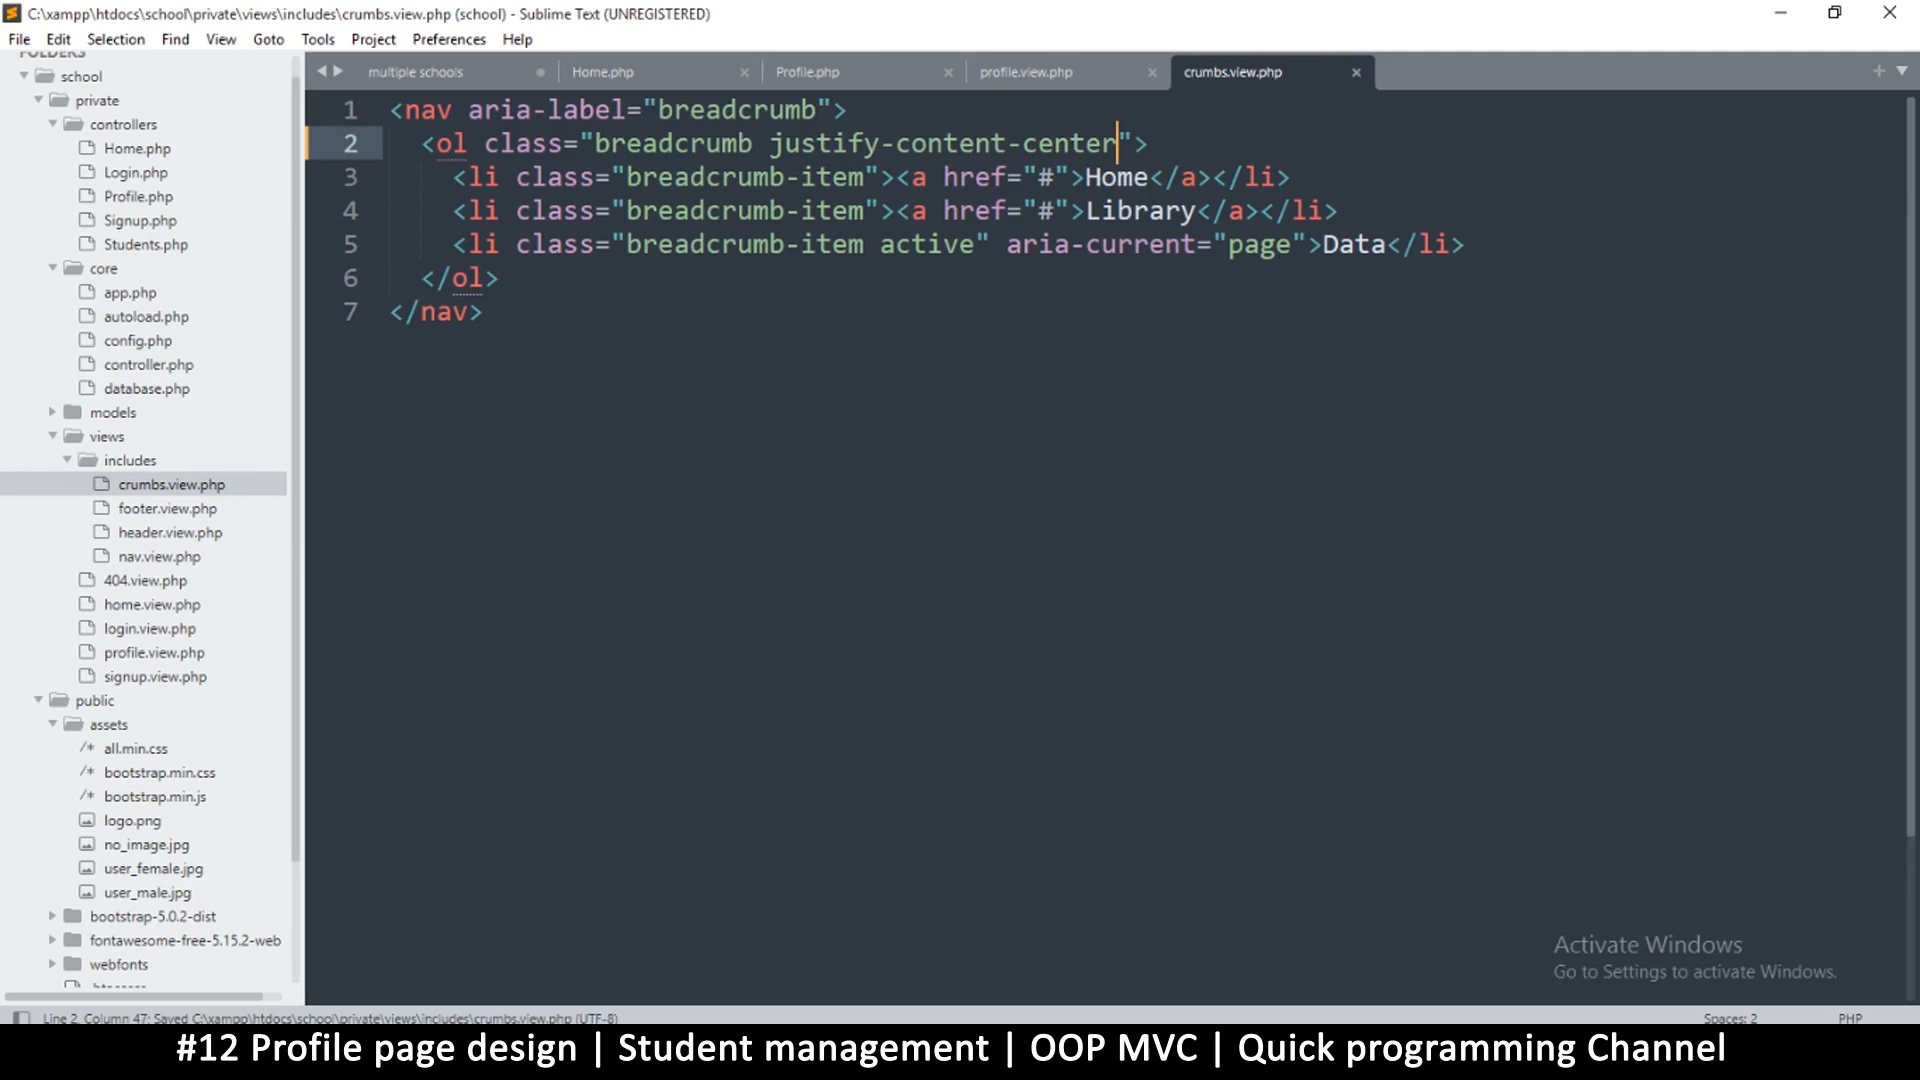 C:\xampp\htdocs\school\private\views\includes\crumbs.view.php (school) - Sublime Text (UNREGISTERED)
File Edit Selection Find View Goto Tools Project Preferences Help
FOLDERS
school
private
controllers
Home.php
Login.php
Profile.php
Signup.php
Students.php
core
app.php
autoload.php
config.php
controller.php
database.php
models
views
includes
crumbs.view.php
footer.view.php
header.view.php
nav.view.php
404.view.php
home.view.php
login.view.php
profile.view.php
signup.view.php
public
assets
all.min.css
bootstrap.min.css
bootstrap.min.js
logo.png
no_image.jpg
user_female.jpg
user_male.jpg
bootstrap-5.0.2-dist
fontawesome-free-5.15.2-web
webfonts
multiple schools Home.php Profile.php profile.view.php crumbs.view.php
1 <nav aria-label="breadcrumb">
2 <ol class="breadcrumb justify-content-center">
3 <li class="breadcrumb-item"><a href="#">Home</a></li>
4 <li class="breadcrumb-item"><a href="#">Library</a></li>
5 <li class="breadcrumb-item active" aria-current="page">Data</li>
6 </ol>
7 </nav>
Activate Windows
Go to Settings to activate Windows.
Line 2, Column 47; Saved C:\xampp\htdocs\school\private\views\includes\crumbs.view.php (UTF-8) Spaces: 2 PHP
#12 Profile page design | Student management | OOP MVC | Quick programming Channel